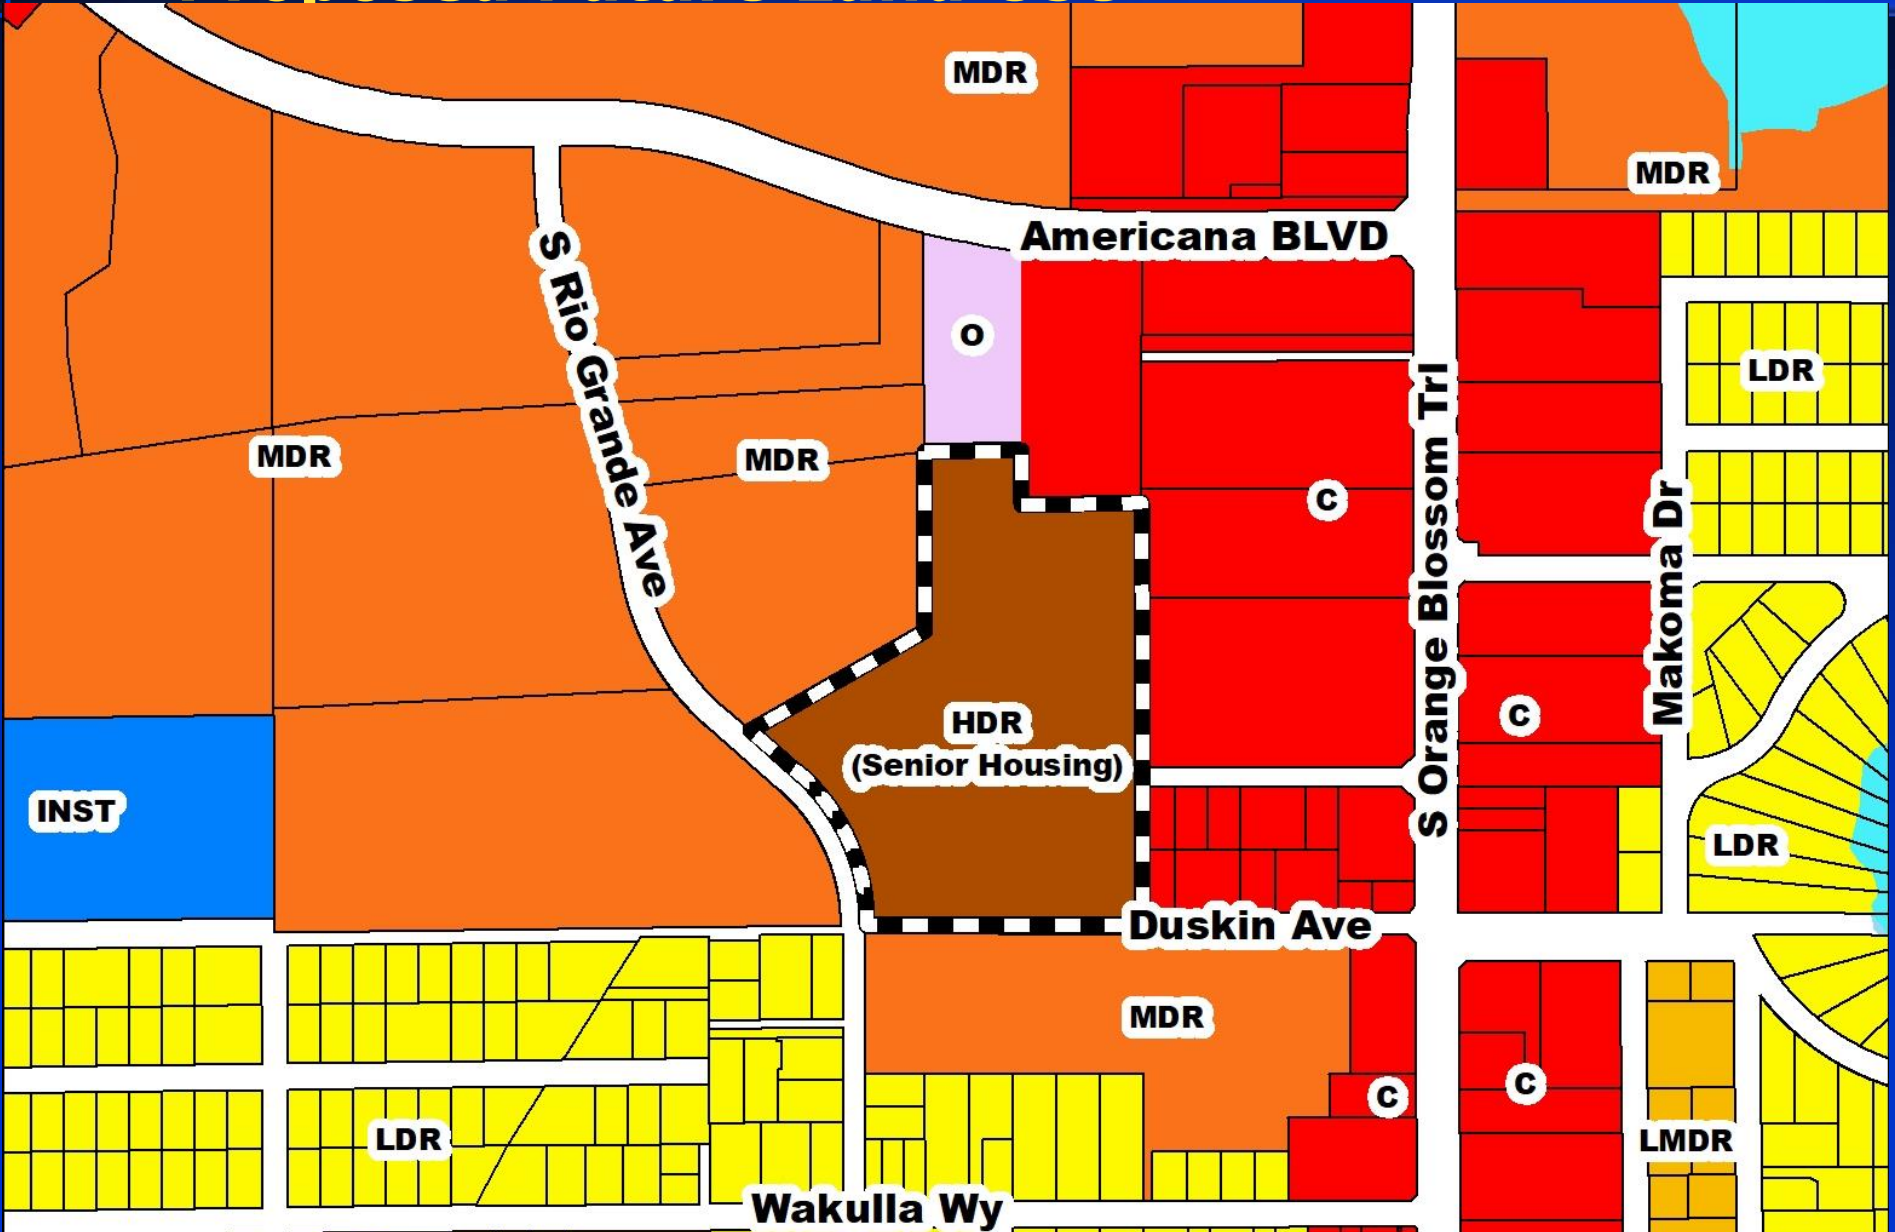 MDR
MDR
Americana BLVD
O
S Rio Grande Ave
LDR
MDR
MDR
C
S Orange Blossom Trl
Makoma Dr
HDR
(Senior Housing)
C
INST
LDR
Duskin Ave
MDR
C
C
LDR
LMDR
Wakulla Wy